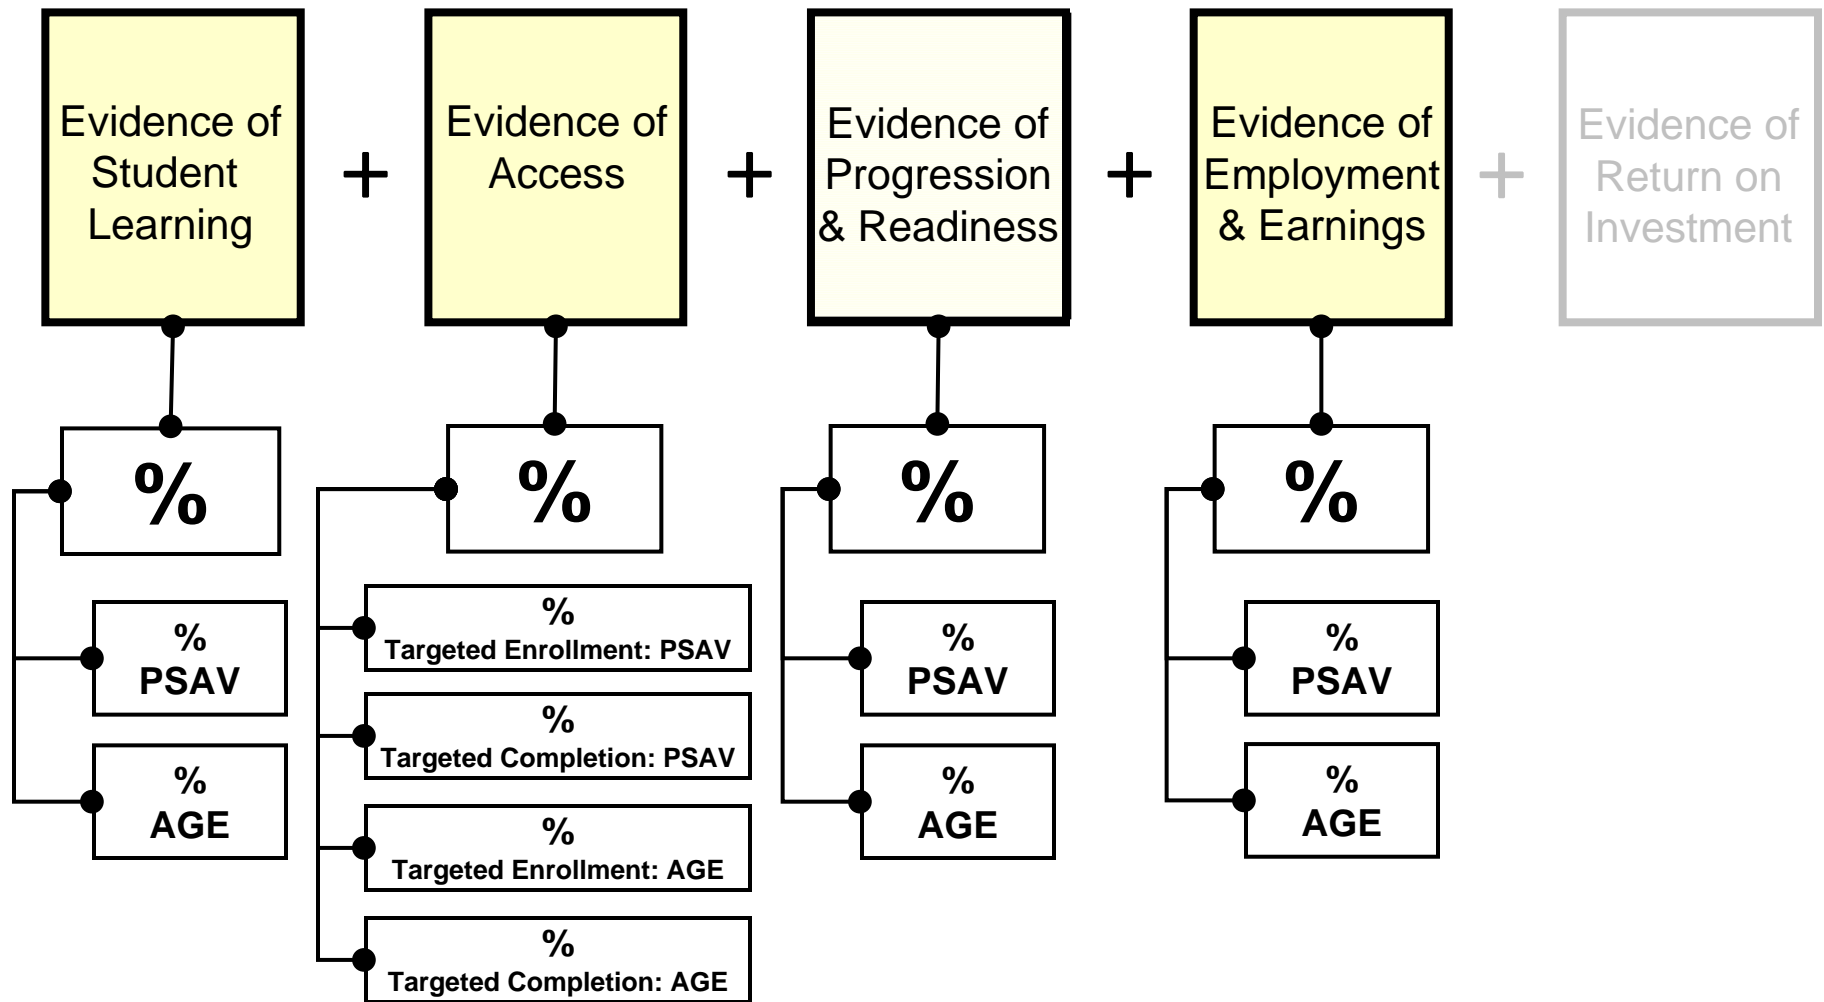 Evidence of
Student
Learning
+
Evidence of
Access
+
Evidence of
Progression
& Readiness
+
Evidence of
Employment
& Earnings
+
Evidence of
Return on
Investment
%
%
PSAV
%
AGE
%
%
Targeted Enrollment: PSAV
%
Targeted Completion: PSAV
%
Targeted Enrollment: AGE
%
Targeted Completion: AGE
%
%
PSAV
%
AGE
%
%
PSAV
%
AGE